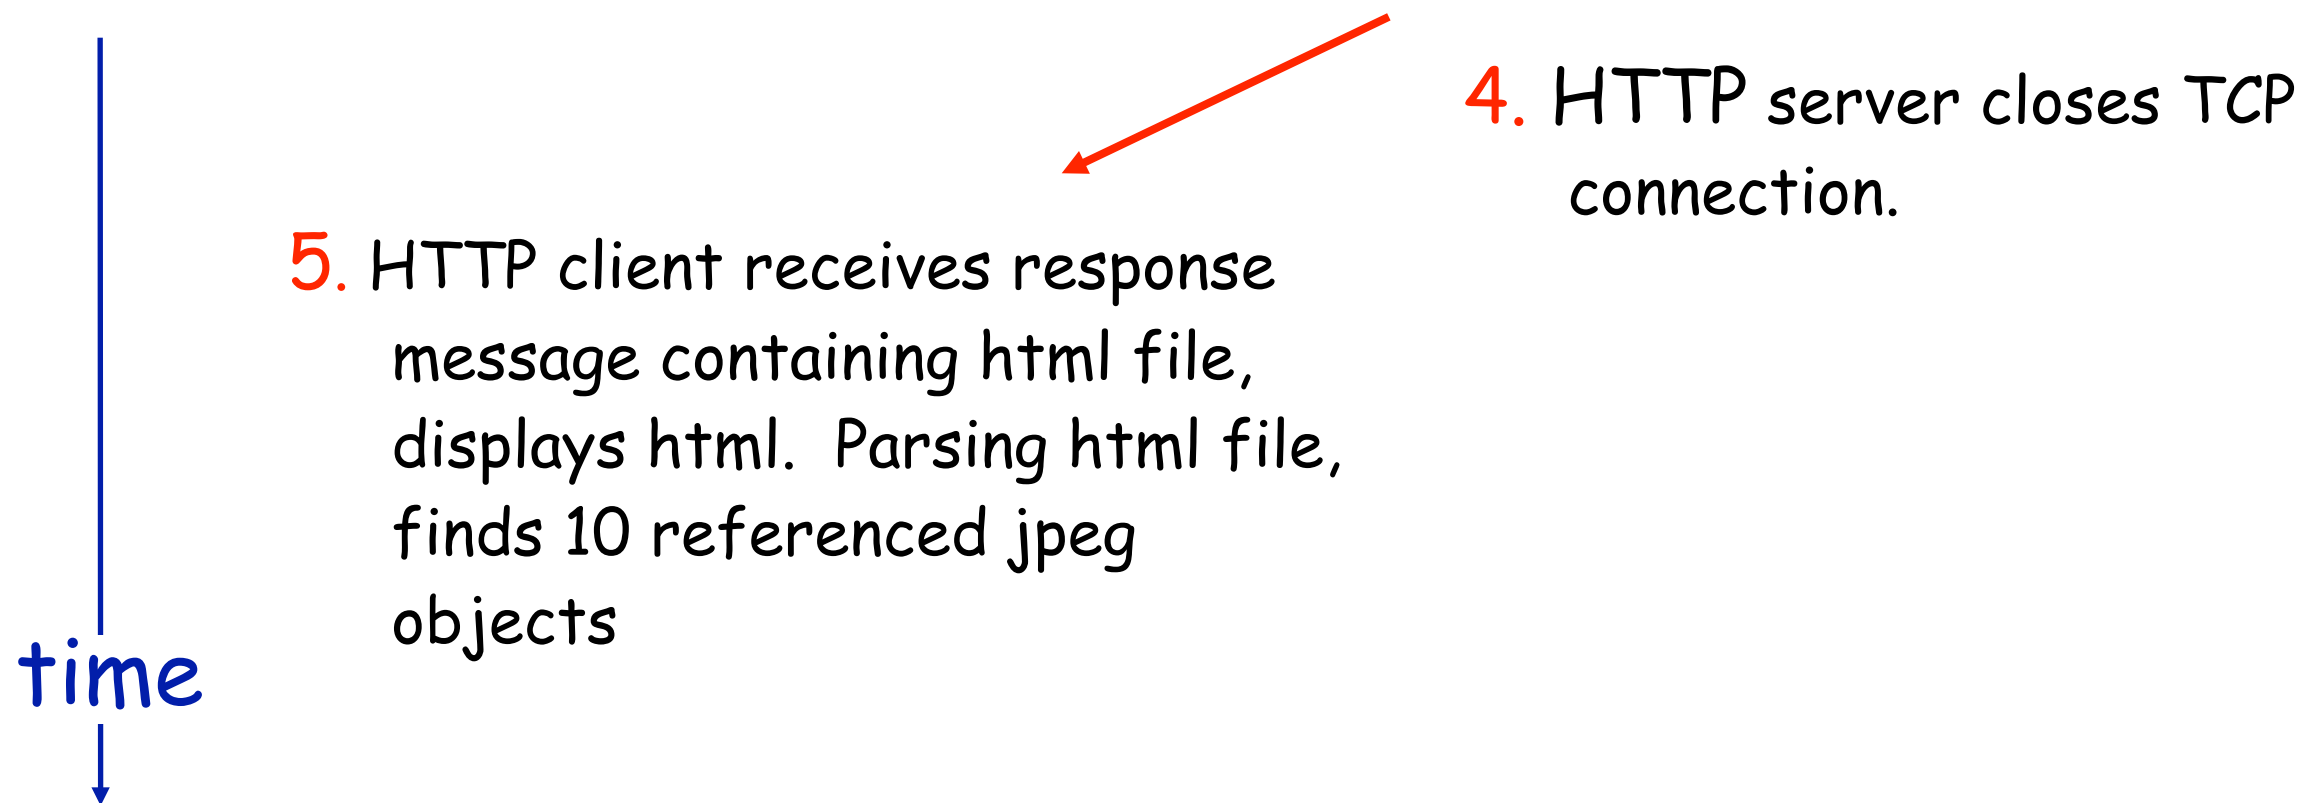 4. HTTP server closes TCP
connection.
5. HTTP client receives response
message containing html file,
displays html.  Parsing html file,
finds 10 referenced jpeg
objects
time